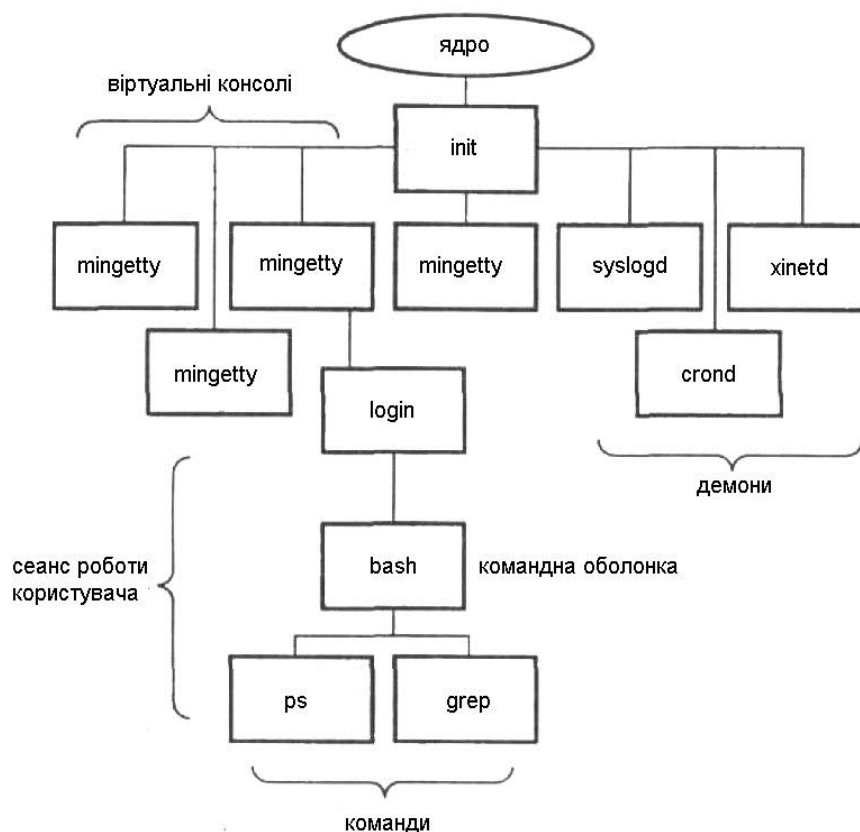 ядро
віртуальні консолі
init
mingetty
mingetty
mingetty
syslogd
xinetd
mingetty
crond
login
демони
сеанс роботи
користувача
bash
командна оболонка
ps
grep
команди